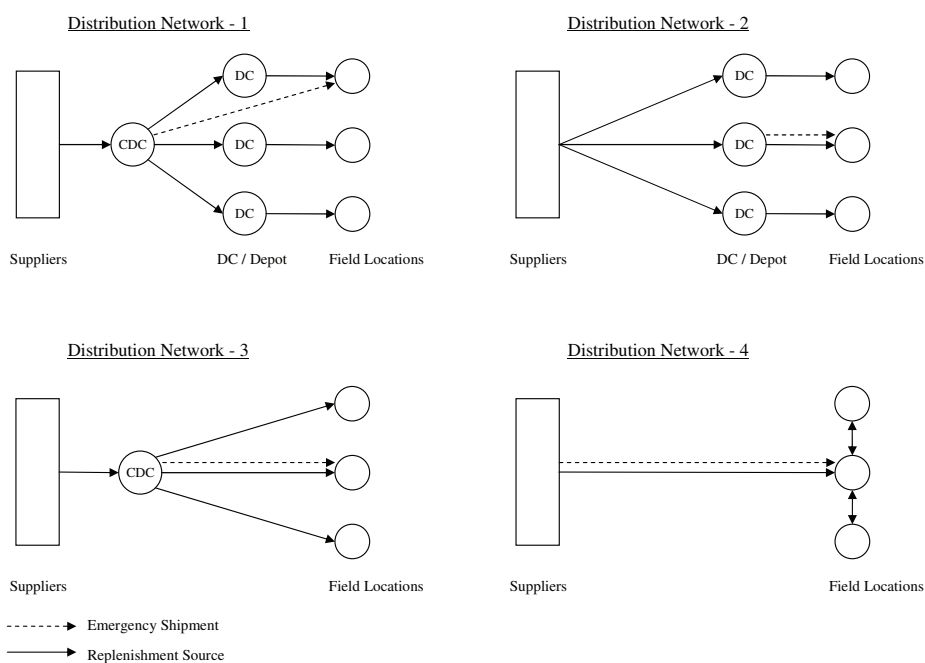 Distribution Network - 1
DC
CDC
DC
DC
Suppliers
DC / Depot
Field Locations
Distribution Network - 2
DC
DC
DC
Suppliers
DC / Depot
Field Locations
Distribution Network - 3
CDC
Suppliers
Field Locations
Distribution Network - 4
Suppliers
Field Locations
Emergency Shipment
Replenishment Source